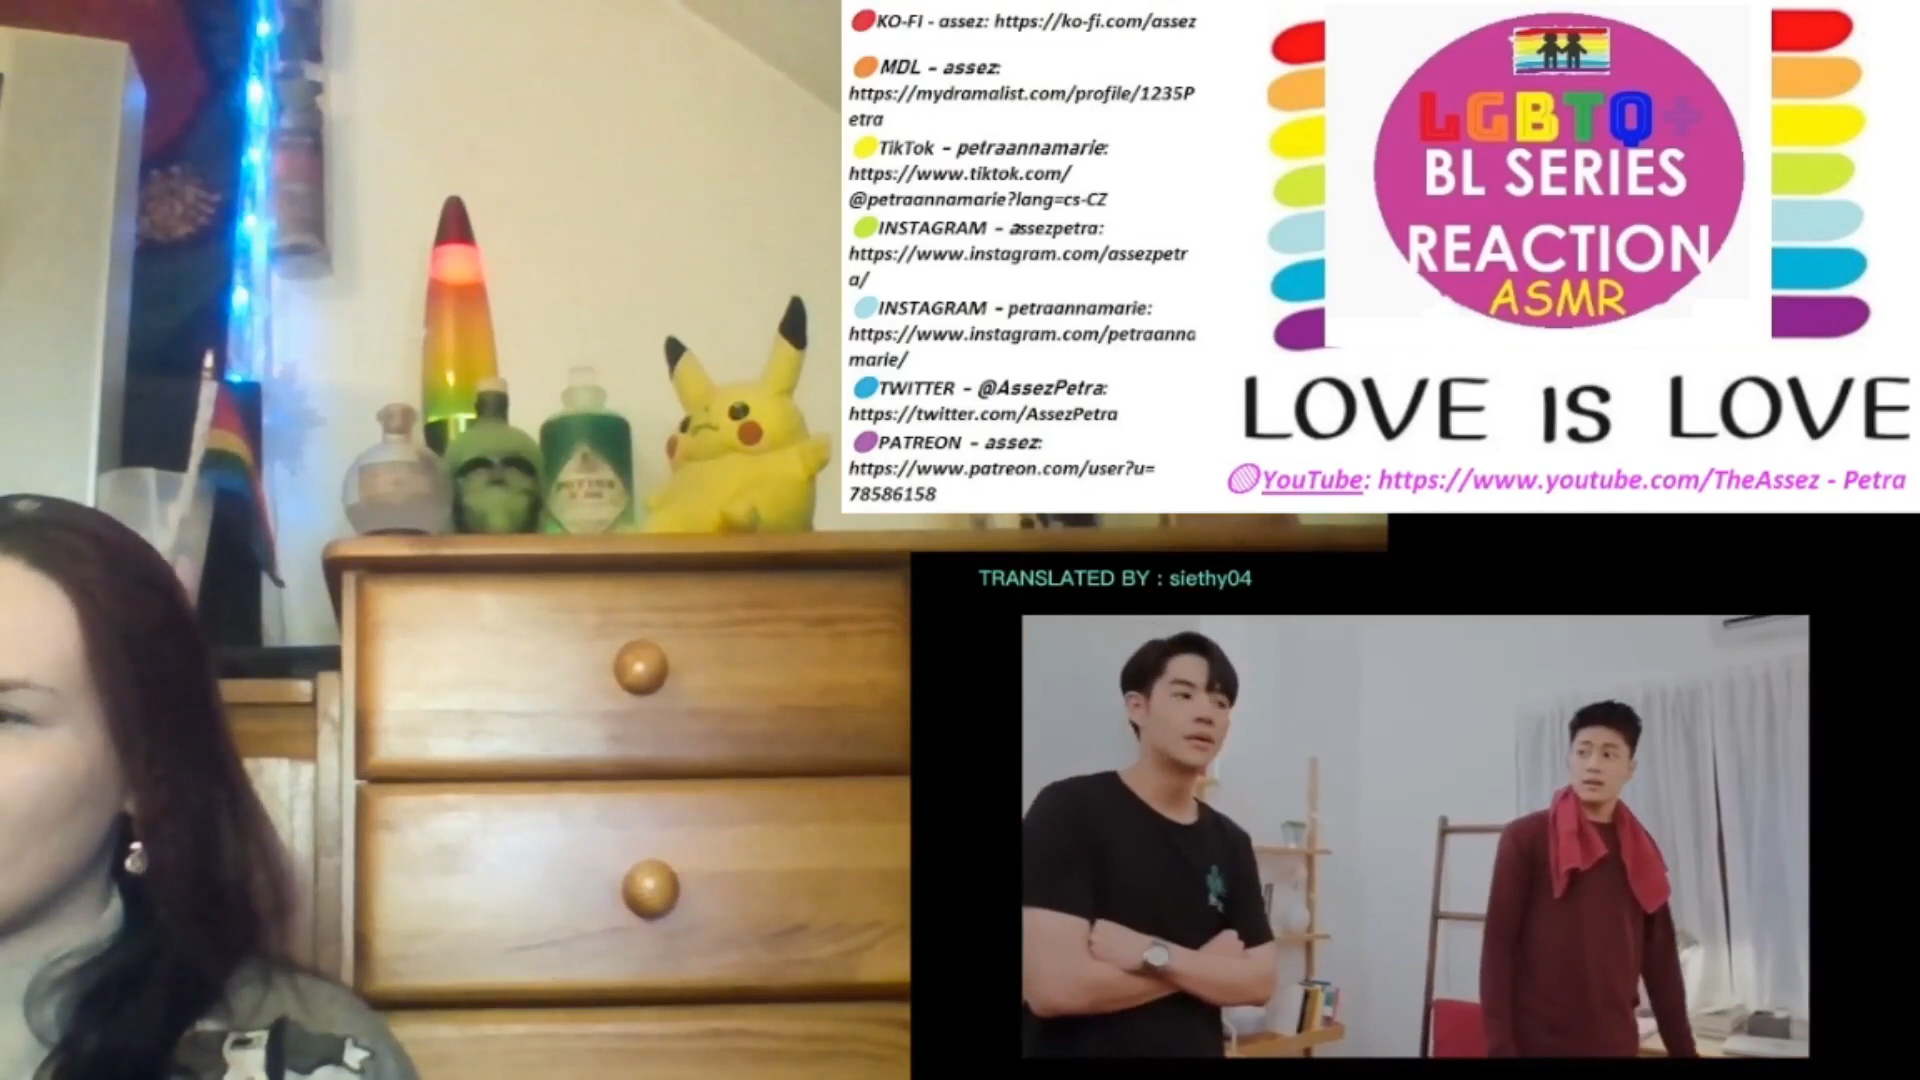 KO-FI - assez: https://ko-fi.com/assez
MDL - assez:
https://mydramalist.com/profile/1235P
etra
TikTok - petraannamarie:
https://www.tiktok.com/
@petraannamarie?lang=cs-CZ
INSTAGRAM - assezpetra:
https://www.instagram.com/assezpetr
a/
INSTAGRAM - petraannamarie:
https://www.instagram.com/petraanna
marie/
TWITTER - @AssezPetra:
https://twitter.com/AssezPetra
PATREON - assez:
https://www.patreon.com/user?u=
78586158
LGBTQ+
BL SERIES
REACTION
ASMR
LOVE IS LOVE
YouTube: https://www.youtube.com/TheAssez - Petra
TRANSLATED BY : siethy04